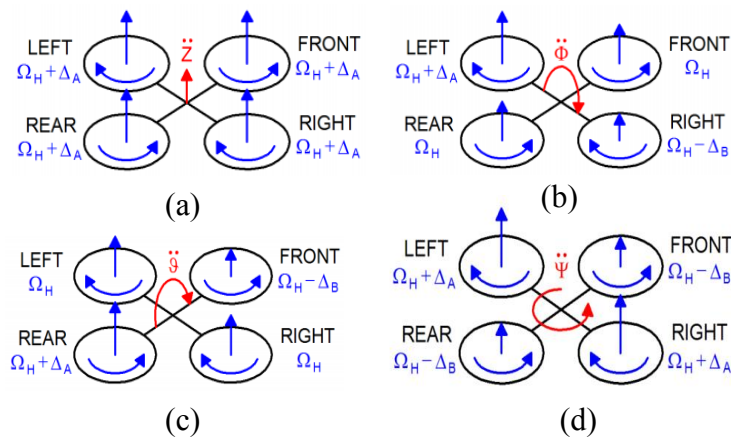 LEFT
Ω_H+Δ_A
Z̈
FRONT
Ω_H+Δ_A
REAR
Ω_H+Δ_A
RIGHT
Ω_H+Δ_A
(a)
LEFT
Ω_H+Δ_A
Φ̈
FRONT
Ω_H
REAR
Ω_H
RIGHT
Ω_H−Δ_B
(b)
LEFT
Ω_H
ϑ̈
FRONT
Ω_H−Δ_B
REAR
Ω_H+Δ_A
RIGHT
Ω_H
(c)
LEFT
Ω_H+Δ_A
Ψ̈
FRONT
Ω_H−Δ_B
REAR
Ω_H−Δ_B
RIGHT
Ω_H+Δ_A
(d)